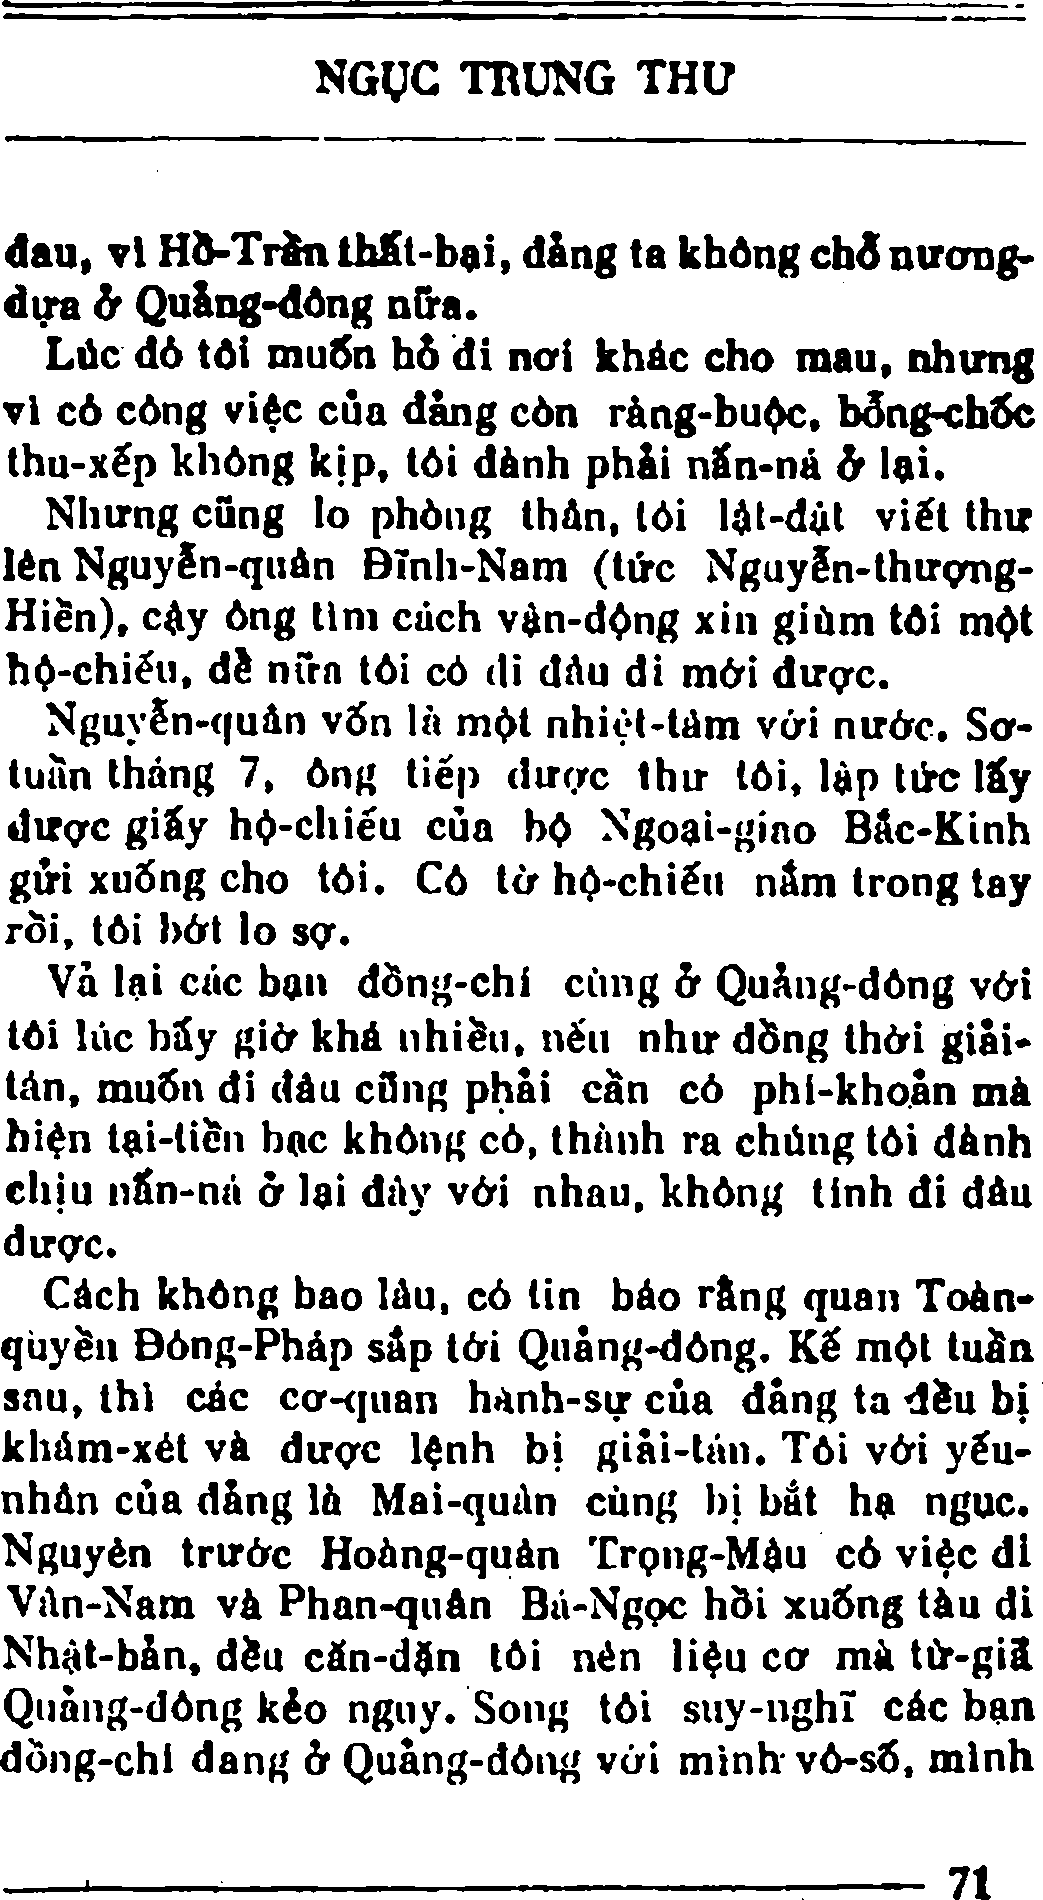 NGỤC TRUNG THƯ
đau, vì Hồ-Trần thất-bại, đảng ta không chỗ nương-
dựa ở Quảng-đông nữa.
Lúc đó tôi muốn bỏ đi nơi khác cho mau, nhưng
vì có công việc của đảng còn ràng-buộc, bỗng-chốc
thu-xếp không kịp, tôi đành phải nấn-ná ở lại.
Nhưng cũng lo phòng thân, tôi lật-đật viết thư
lên Nguyễn-quân Đĩnh-Nam (tức Nguyễn-thượng-
Hiền), cậy ông tìm cách vận-động xin giùm tôi một
hộ-chiếu, để nữa tôi có đi đâu đi mới được.
Nguyễn-quân vốn là một nhiệt-tâm với nước. Sơ-
tuần tháng 7, ông tiếp được thư tôi, lập tức lấy
được giấy hộ-chiếu của bộ Ngoại-giao Bắc-Kinh
gửi xuống cho tôi. Có tờ hộ-chiếu nắm trong tay
rồi, tôi bớt lo sợ.
Vả lại các bạn đồng-chí cùng ở Quảng-đông với
tôi lúc bấy giờ khá nhiều, nếu như đồng thời giải-
tán, muốn đi đâu cũng phải cần có phí-khoản mà
hiện tại-tiền bạc không có, thành ra chúng tôi đành
chịu nấn-ná ở lại đây với nhau, không tính đi đâu
được.
Cách không bao lâu, có tin báo rằng quan Toàn-
quyền Đông-Pháp sắp tới Quảng-đông. Kế một tuần
sau, thì các cơ-quan hành-sự của đảng ta đều bị
khám-xét và được lệnh bị giải-tán. Tôi với yếu-
nhân của đảng là Mai-quân cùng bị bắt hạ ngục.
Nguyên trước Hoàng-quân Trọng-Mậu có việc đi
Vân-Nam và Phan-quân Bá-Ngọc hồi xuống tàu đi
Nhật-bản, đều căn-dặn tôi nên liệu cơ mà từ-giã
Quảng-đông kẻo nguy. Song tôi suy-nghĩ các bạn
đồng-chí đang ở Quảng-đông với mình vô-số, mình
71